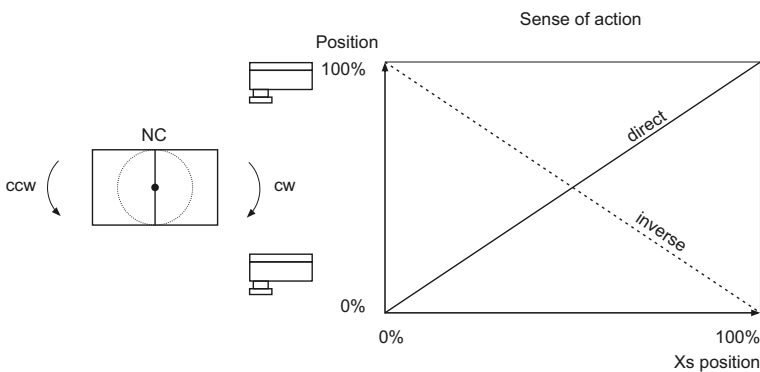 Sense of action
Position
100%
NC
ccw
cw
direct
inverse
0%
0%
100%
Xs position